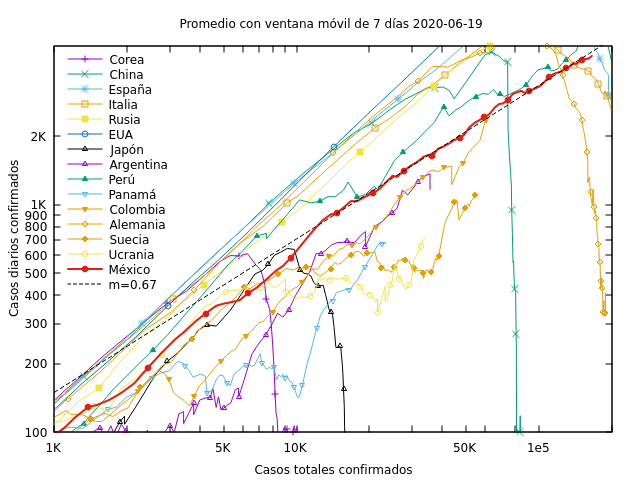 Promedio con ventana móvil de 7 días 2020-06-19
Corea
China
España
Italia
Rusia
EUA
Japón
Argentina
Perú
Panamá
Colombia
Alemania
Suecia
Ucrania
México
m=0.67
Casos diarios confirmados
2K
1K
900
800
700
600
500
400
300
200
100
1K
5K
10K
50K
1e5
Casos totales confirmados